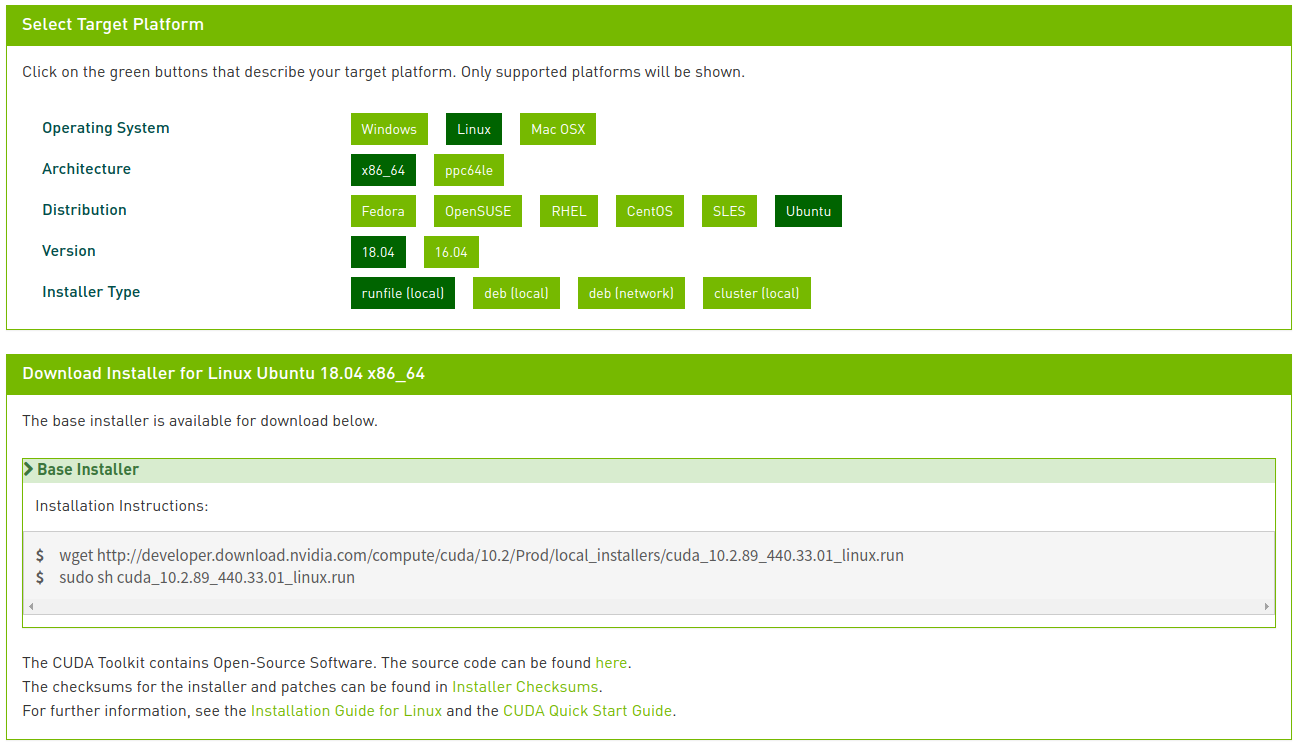 Select Target Platform
Click on the green buttons that describe your target platform. Only supported platforms will be shown.
Operating System Windows Linux Mac OSX
Architecture x86_64 ppc64le
Distribution Fedora OpenSUSE RHEL CentOS SLES Ubuntu
Version 18.04 16.04
Installer Type runfile (local) deb (local) deb (network) cluster (local)
Download Installer for Linux Ubuntu 18.04 x86_64
The base installer is available for download below.
Base Installer
Installation Instructions:
$ wget http://developer.download.nvidia.com/compute/cuda/10.2/Prod/local_installers/cuda_10.2.89_440.33.01_linux.run
$ sudo sh cuda_10.2.89_440.33.01_linux.run
The CUDA Toolkit contains Open-Source Software. The source code can be found here.
The checksums for the installer and patches can be found in Installer Checksums.
For further information, see the Installation Guide for Linux and the CUDA Quick Start Guide.